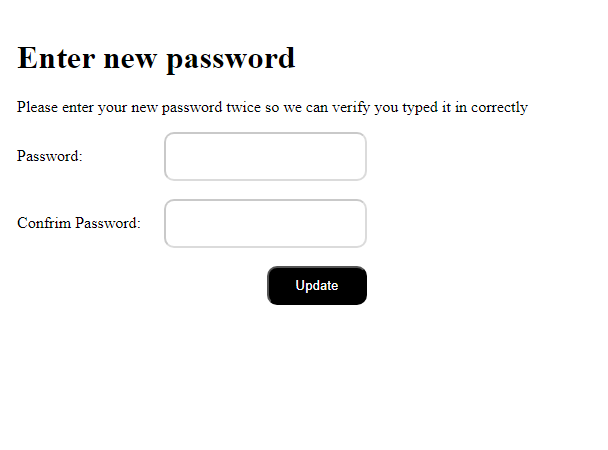 Enter new password
Please enter your new password twice so we can verify you typed it in correctly
Password:
Confrim Password:
Update